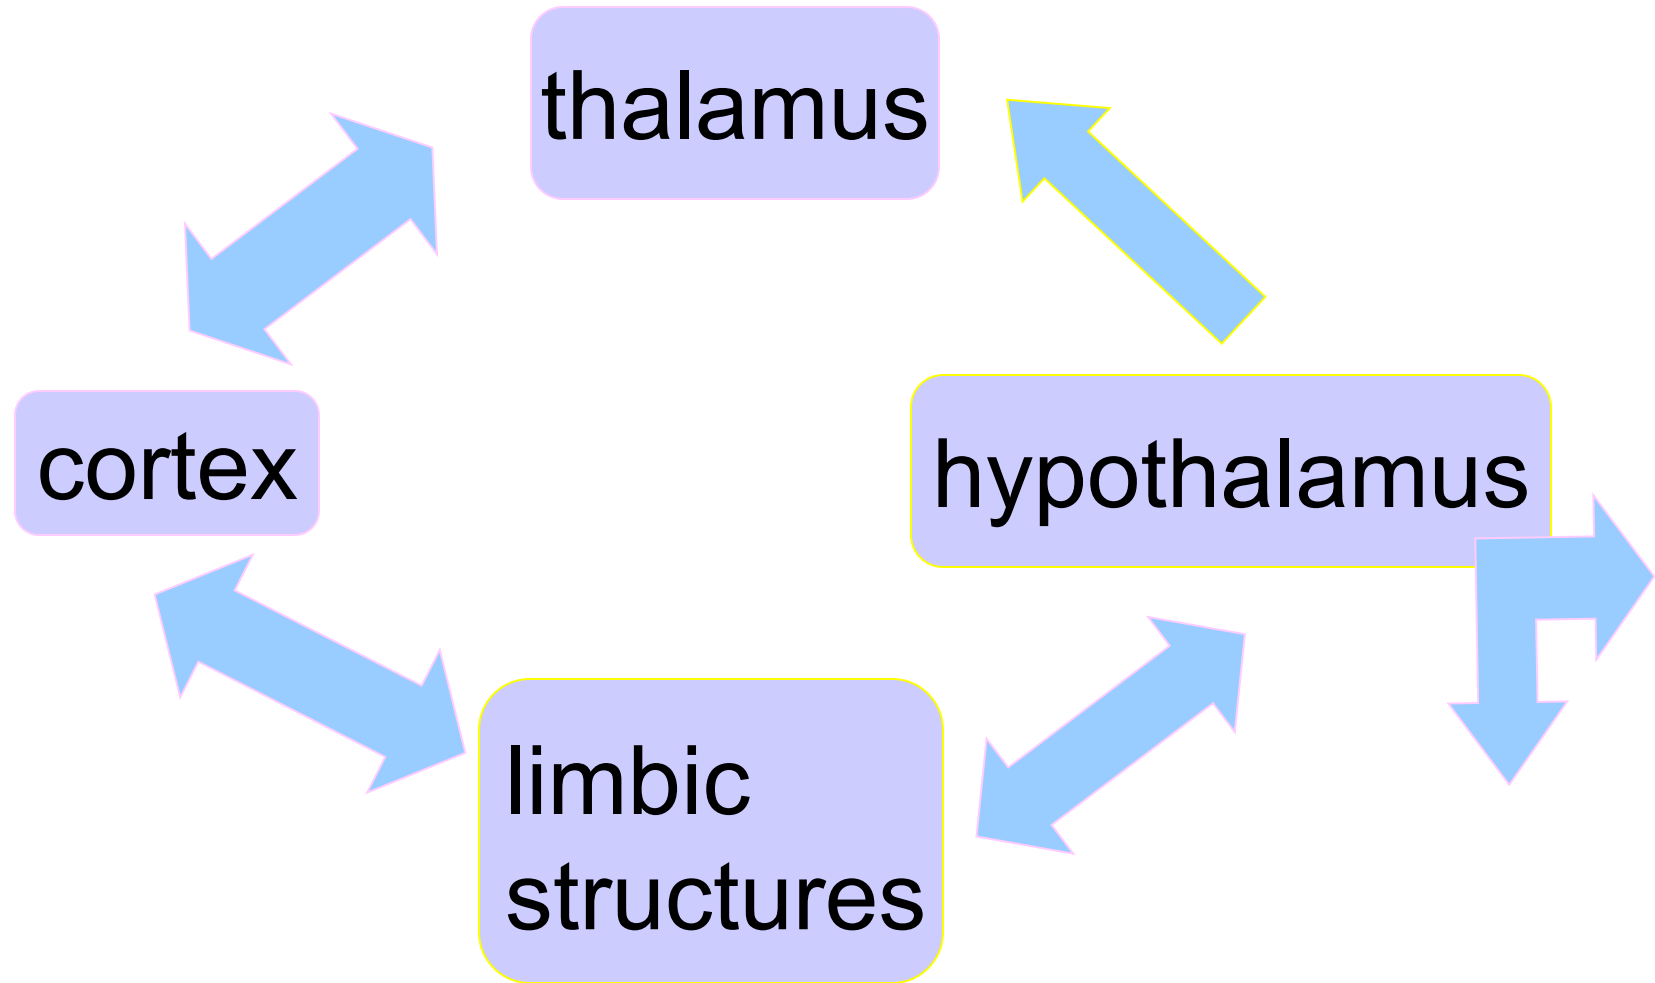 thalamus
cortex
hypothalamus
limbic
structures